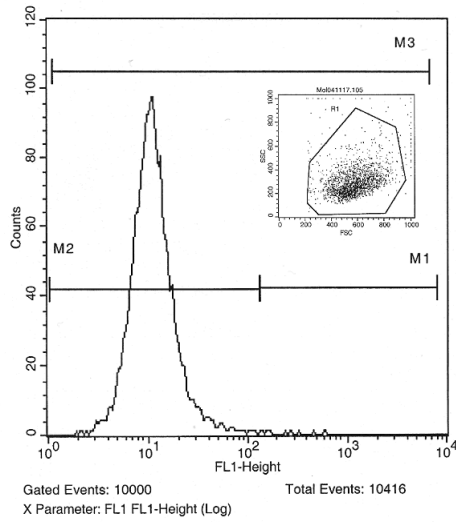 120
M3
100
Mol041117.105
1000
R1
800
80
600
SSC
400
200
0
0 200 400 600 800 1000
FSC
Counts
60
M2
M1
40
20
0
10⁰ 10¹ 10² 10³ 10⁴
FL1-Height
Gated Events: 10000 Total Events: 10416
X Parameter: FL1 FL1-Height (Log)